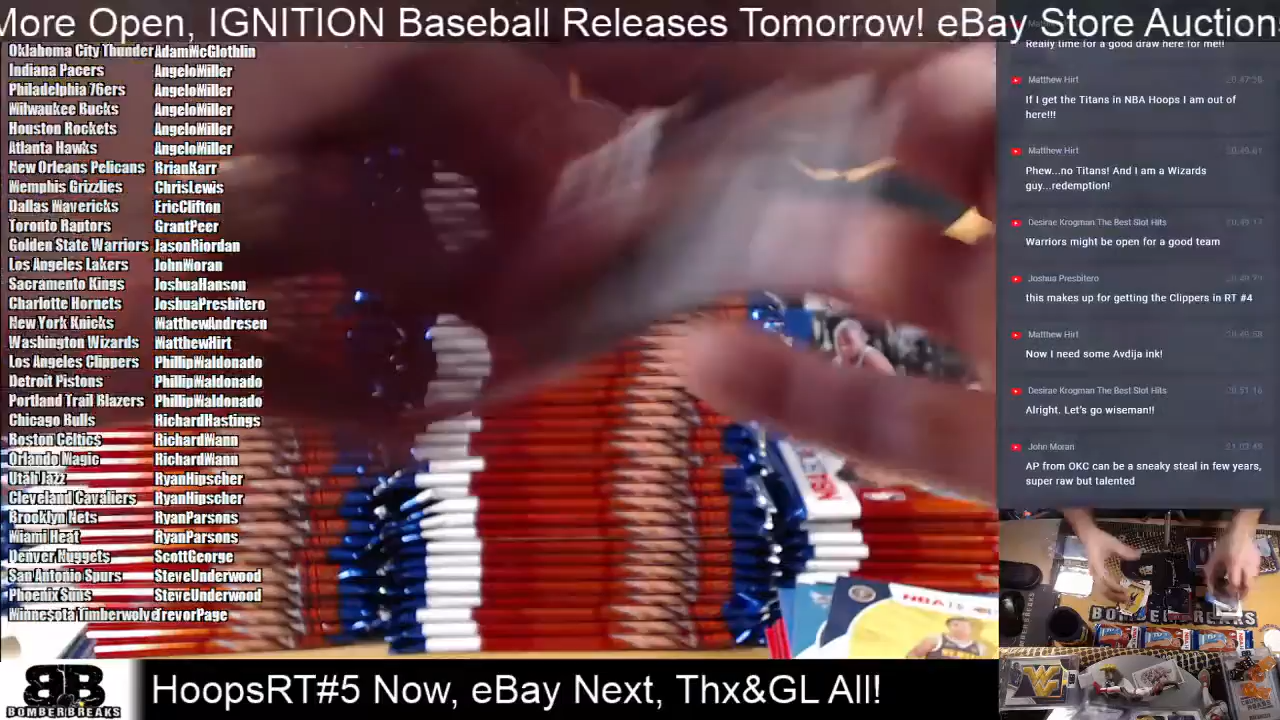 More Open, IGNITION Baseball Releases Tomorrow! eBay Store Auction
Oklahoma City Thunder AdamMcGlothlin
Indiana Pacers AngeloMiller
Philadelphia 76ers AngeloMiller
Milwaukee Bucks AngeloMiller
Houston Rockets AngeloMiller
Atlanta Hawks AngeloMiller
New Orleans Pelicans BrianKarr
Memphis Grizzlies ChrisLewis
Dallas Mavericks EricClifton
Toronto Raptors GrantPeer
Golden State Warriors JasonRiordan
Los Angeles Lakers JohnMoran
Sacramento Kings JoshuaHanson
Charlotte Hornets JoshuaPresbitero
New York Knicks MatthewAndresen
Washington Wizards MatthewHirt
Los Angeles Clippers PhillipMaldonado
Detroit Pistons PhillipMaldonado
Portland Trail Blazers PhillipMaldonado
Chicago Bulls RichardHastings
Boston Celtics RichardMann
Orlando Magic RichardMann
Utah Jazz RyanHipscher
Cleveland Cavaliers RyanHipscher
Brooklyn Nets RyanParsons
Miami Heat RyanParsons
Denver Nuggets ScottGeorge
San Antonio Spurs SteveUnderwood
Phoenix Suns SteveUnderwood
Minnesota Timberwolve TrevorPage
Really time for a good draw here for me!!
Matthew Hirt
If I get the Titans in NBA Hoops I am out of
here!!!
Matthew Hirt
Phew...no Titans! And I am a Wizards
guy...redemption!
Desirae Krogman The Best Slot Hits
Warriors might be open for a good team
Joshua Presbitero
this makes up for getting the Clippers in RT #4
Matthew Hirt
Now I need some Avdija ink!
Desirae Krogman The Best Slot Hits
Alright. Let's go wiseman!!
John Moran
AP from OKC can be a sneaky steal in few years,
super raw but talented
NBA
BOMBERBREAKS
BB
BOMBERBREAKS
HoopsRT#5 Now, eBay Next, Thx&GL All!